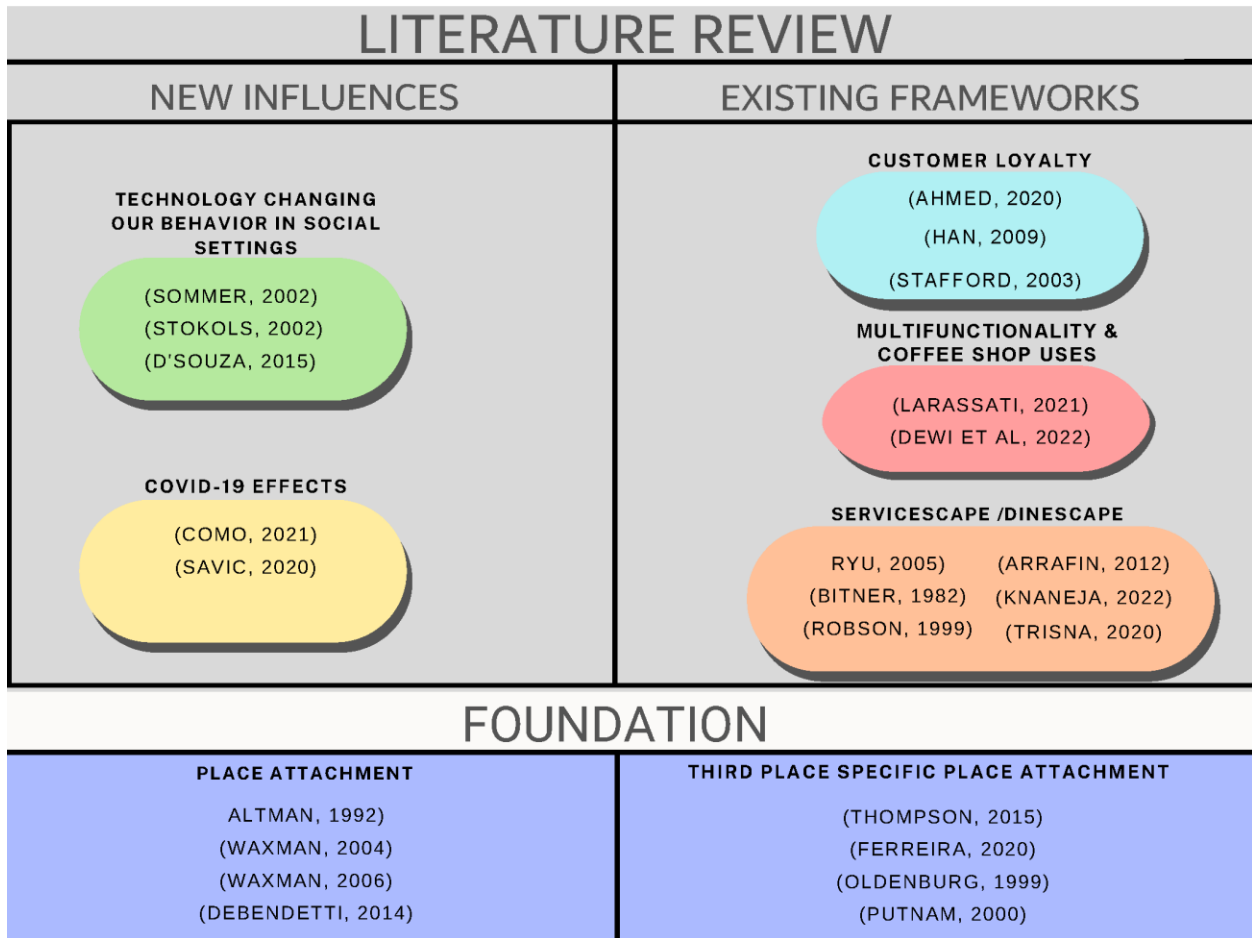 LITERATURE REVIEW
NEW INFLUENCES
TECHNOLOGY CHANGING
OUR BEHAVIOR IN SOCIAL
SETTINGS
(SOMMER, 2002)
(STOKOLS, 2002)
(D'SOUZA, 2015)
COVID-19 EFFECTS
(COMO, 2021)
(SAVIC, 2020)
EXISTING FRAMEWORKS
CUSTOMER LOYALTY
(AHMED, 2020)
(HAN, 2009)
(STAFFORD, 2003)
MULTIFUNCTIONALITY &
COFFEE SHOP USES
(LARASSATI, 2021)
(DEWI ET AL, 2022)
SERVICESCAPE /DINESCAPE
RYU, 2005) (ARRAFIN, 2012)
(BITNER, 1982) (KNANEJA, 2022)
(ROBSON, 1999) (TRISNA, 2020)
FOUNDATION
PLACE ATTACHMENT
ALTMAN, 1992)
(WAXMAN, 2004)
(WAXMAN, 2006)
(DEBENDETTI, 2014)
THIRD PLACE SPECIFIC PLACE ATTACHMENT
(THOMPSON, 2015)
(FERREIRA, 2020)
(OLDENBURG, 1999)
(PUTNAM, 2000)